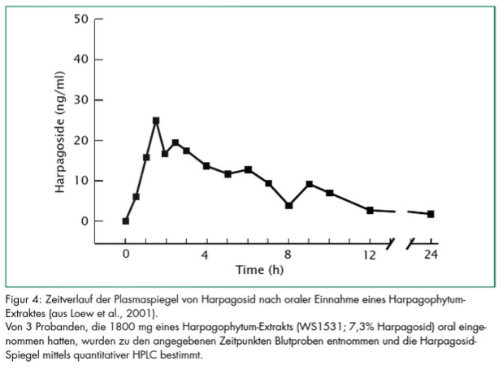 50
40
30
20
10
0
Harpagoside (ng/ml)
0 4 8 12 24
Time (h)
Figur 4: Zeitverlauf der Plasmaspiegel von Harpagosid nach oraler Einnahme eines Harpagophytum-
Extraktes (aus Loew et al., 2001).
Von 3 Probanden, die 1800 mg eines Harpagophytum-Extrakts (WS1531; 7,3% Harpagosid) oral einge-
nommen hatten, wurden zu den angegebenen Zeitpunkten Blutproben entnommen und die Harpagosid-
Spiegel mittels quantitativer HPLC bestimmt.